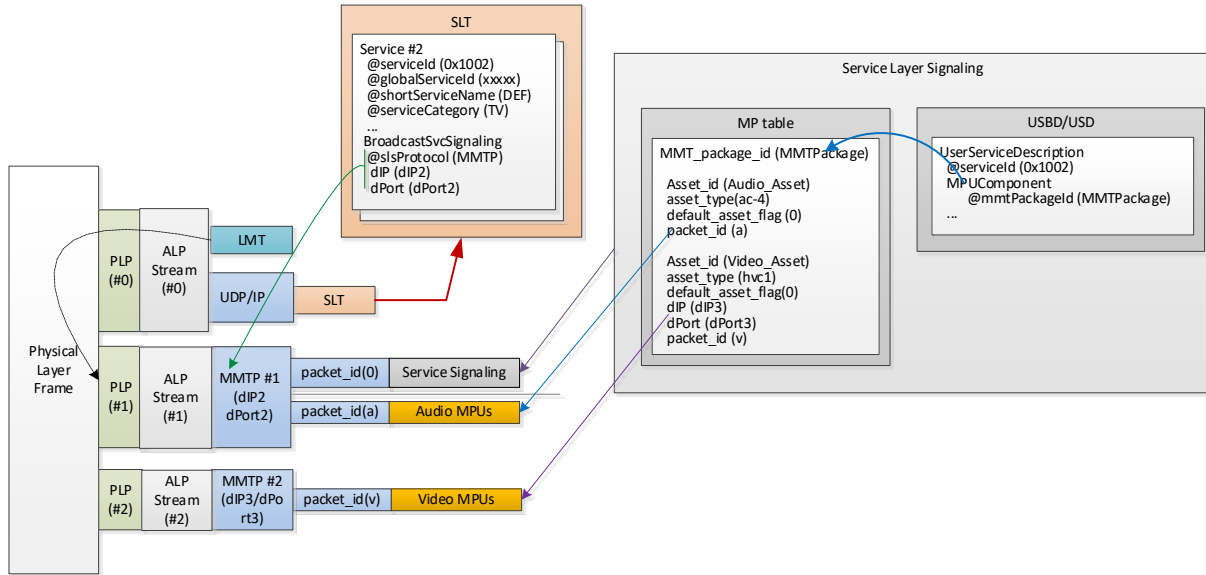 SLT
Service #2
@serviceId (0x1002)
@globalServiceId (xxxxx)
@shortServiceName (DEF)
@serviceCategory (TV)
...
BroadcastSvcSignaling
@slsProtocol (MMTP)
dIP (dIP2)
dPort (dPort2)
Service Layer Signaling
MP table
MMT_package_id (MMTPackage)
Asset_id (Audio_Asset)
asset_type(ac-4)
default_asset_flag (0)
packet_id (a)
Asset_id (Video_Asset)
asset_type (hvc1)
default_asset_flag(0)
dIP (dIP3)
dPort (dPort3)
packet_id (v)
USBD/USD
UserServiceDescription
@serviceId (0x1002)
MPUComponent
@mmtPackageId (MMTPackage)
...
Physical
Layer
Frame
PLP
(#0)
ALP
Stream
(#0)
LMT
UDP/IP
SLT
PLP
(#1)
ALP
Stream
(#1)
MMTP #1
(dIP2
dPort2)
packet_id(0)
Service Signaling
packet_id(a)
Audio MPUs
PLP
(#2)
ALP
Stream
(#2)
MMTP #2
(dIP3/dPo
rt3)
packet_id(v)
Video MPUs